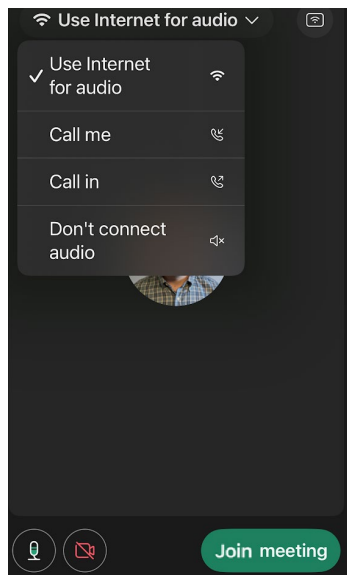 Use Internet for audio
Use Internet
for audio
Call me
Call in
Don't connect
audio
Join meeting